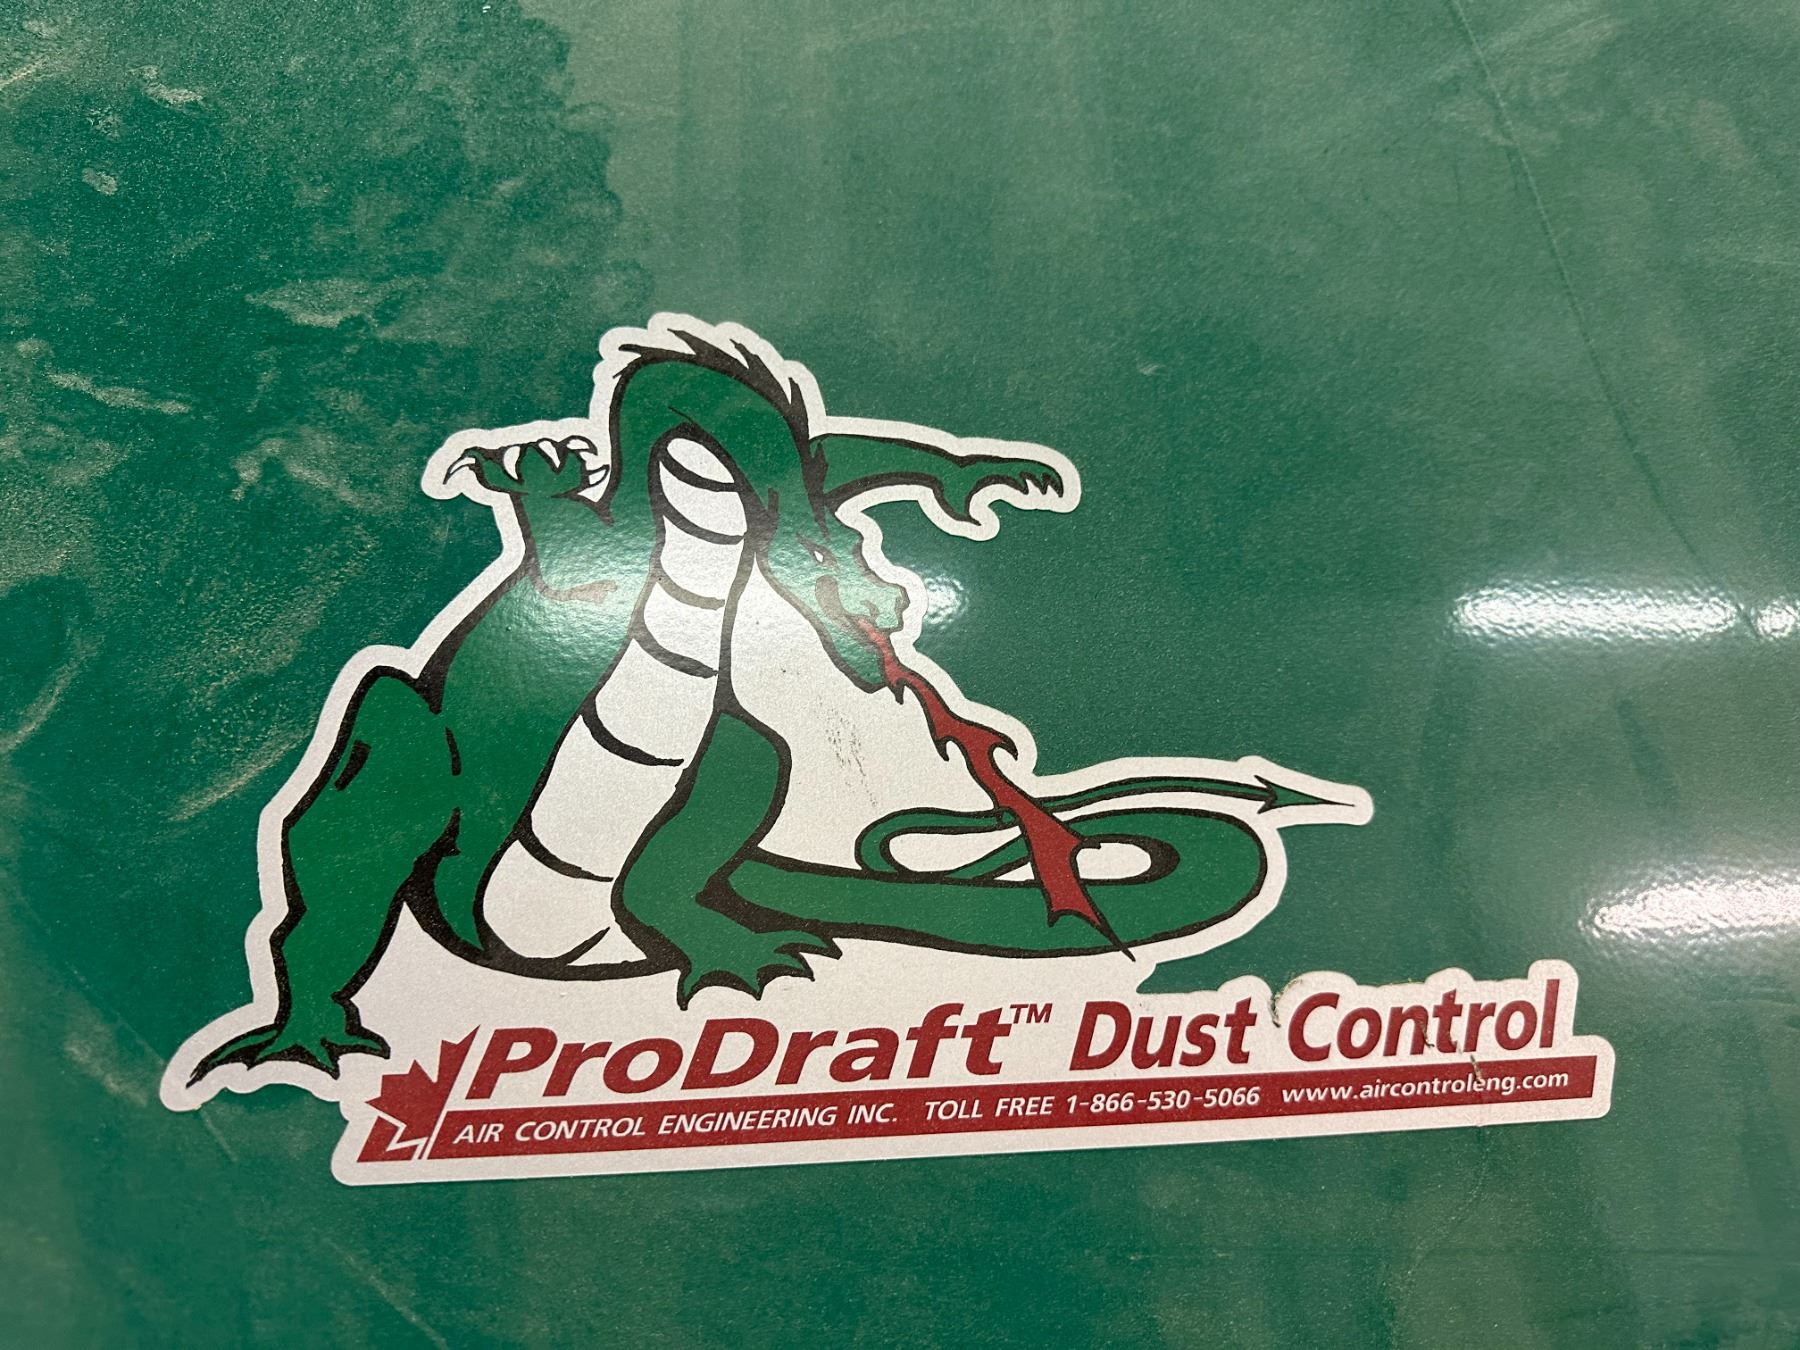 ProDraft™ Dust Control
AIR CONTROL ENGINEERING INC. TOLL FREE 1-866-530-5066 www.aircontroleng.com